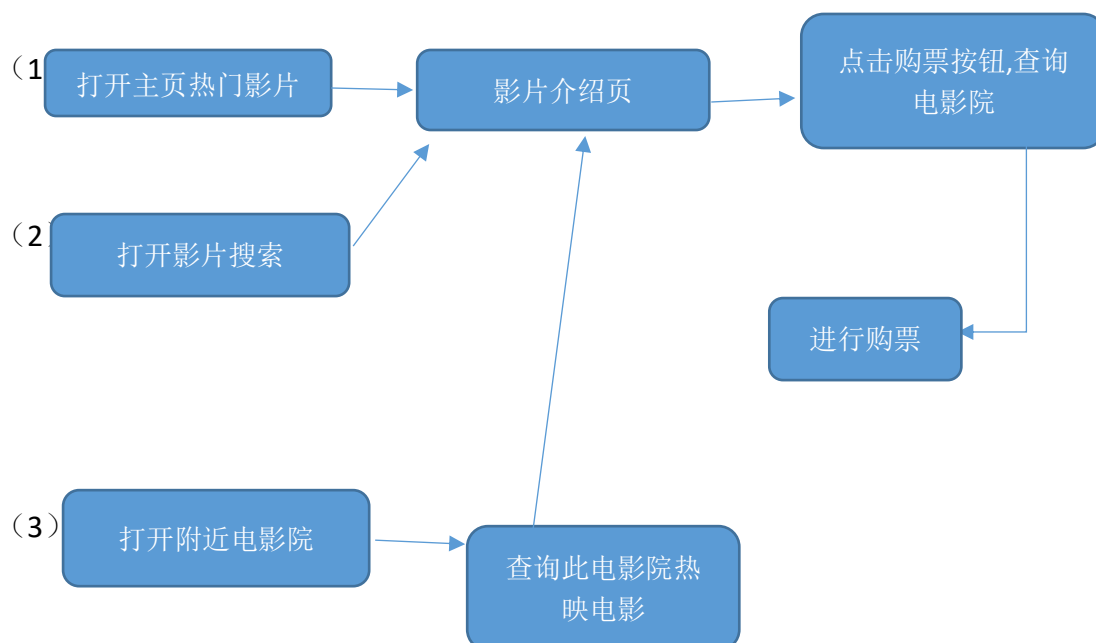 （1
打开主页热门影片
影片介绍页
点击购票按钮,查询
电影院
（2
打开影片搜索
进行购票
（3）
打开附近电影院
查询此电影院热
映电影